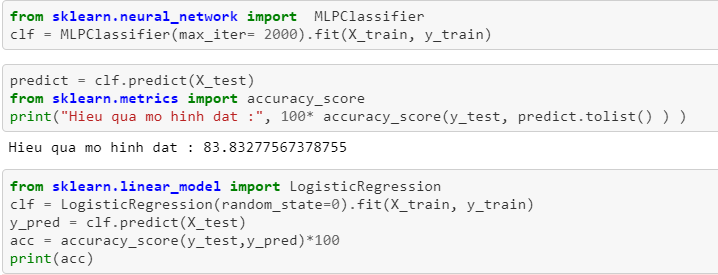 from sklearn.neural_network import  MLPClassifier
clf = MLPClassifier(max_iter= 2000).fit(X_train, y_train)
predict = clf.predict(X_test)
from sklearn.metrics import accuracy_score
print("Hieu qua mo hinh dat :", 100* accuracy_score(y_test, predict.tolist() ) )
Hieu qua mo hinh dat : 83.83277567378755
from sklearn.linear_model import LogisticRegression
clf = LogisticRegression(random_state=0).fit(X_train, y_train)
y_pred = clf.predict(X_test)
acc = accuracy_score(y_test,y_pred)*100
print(acc)